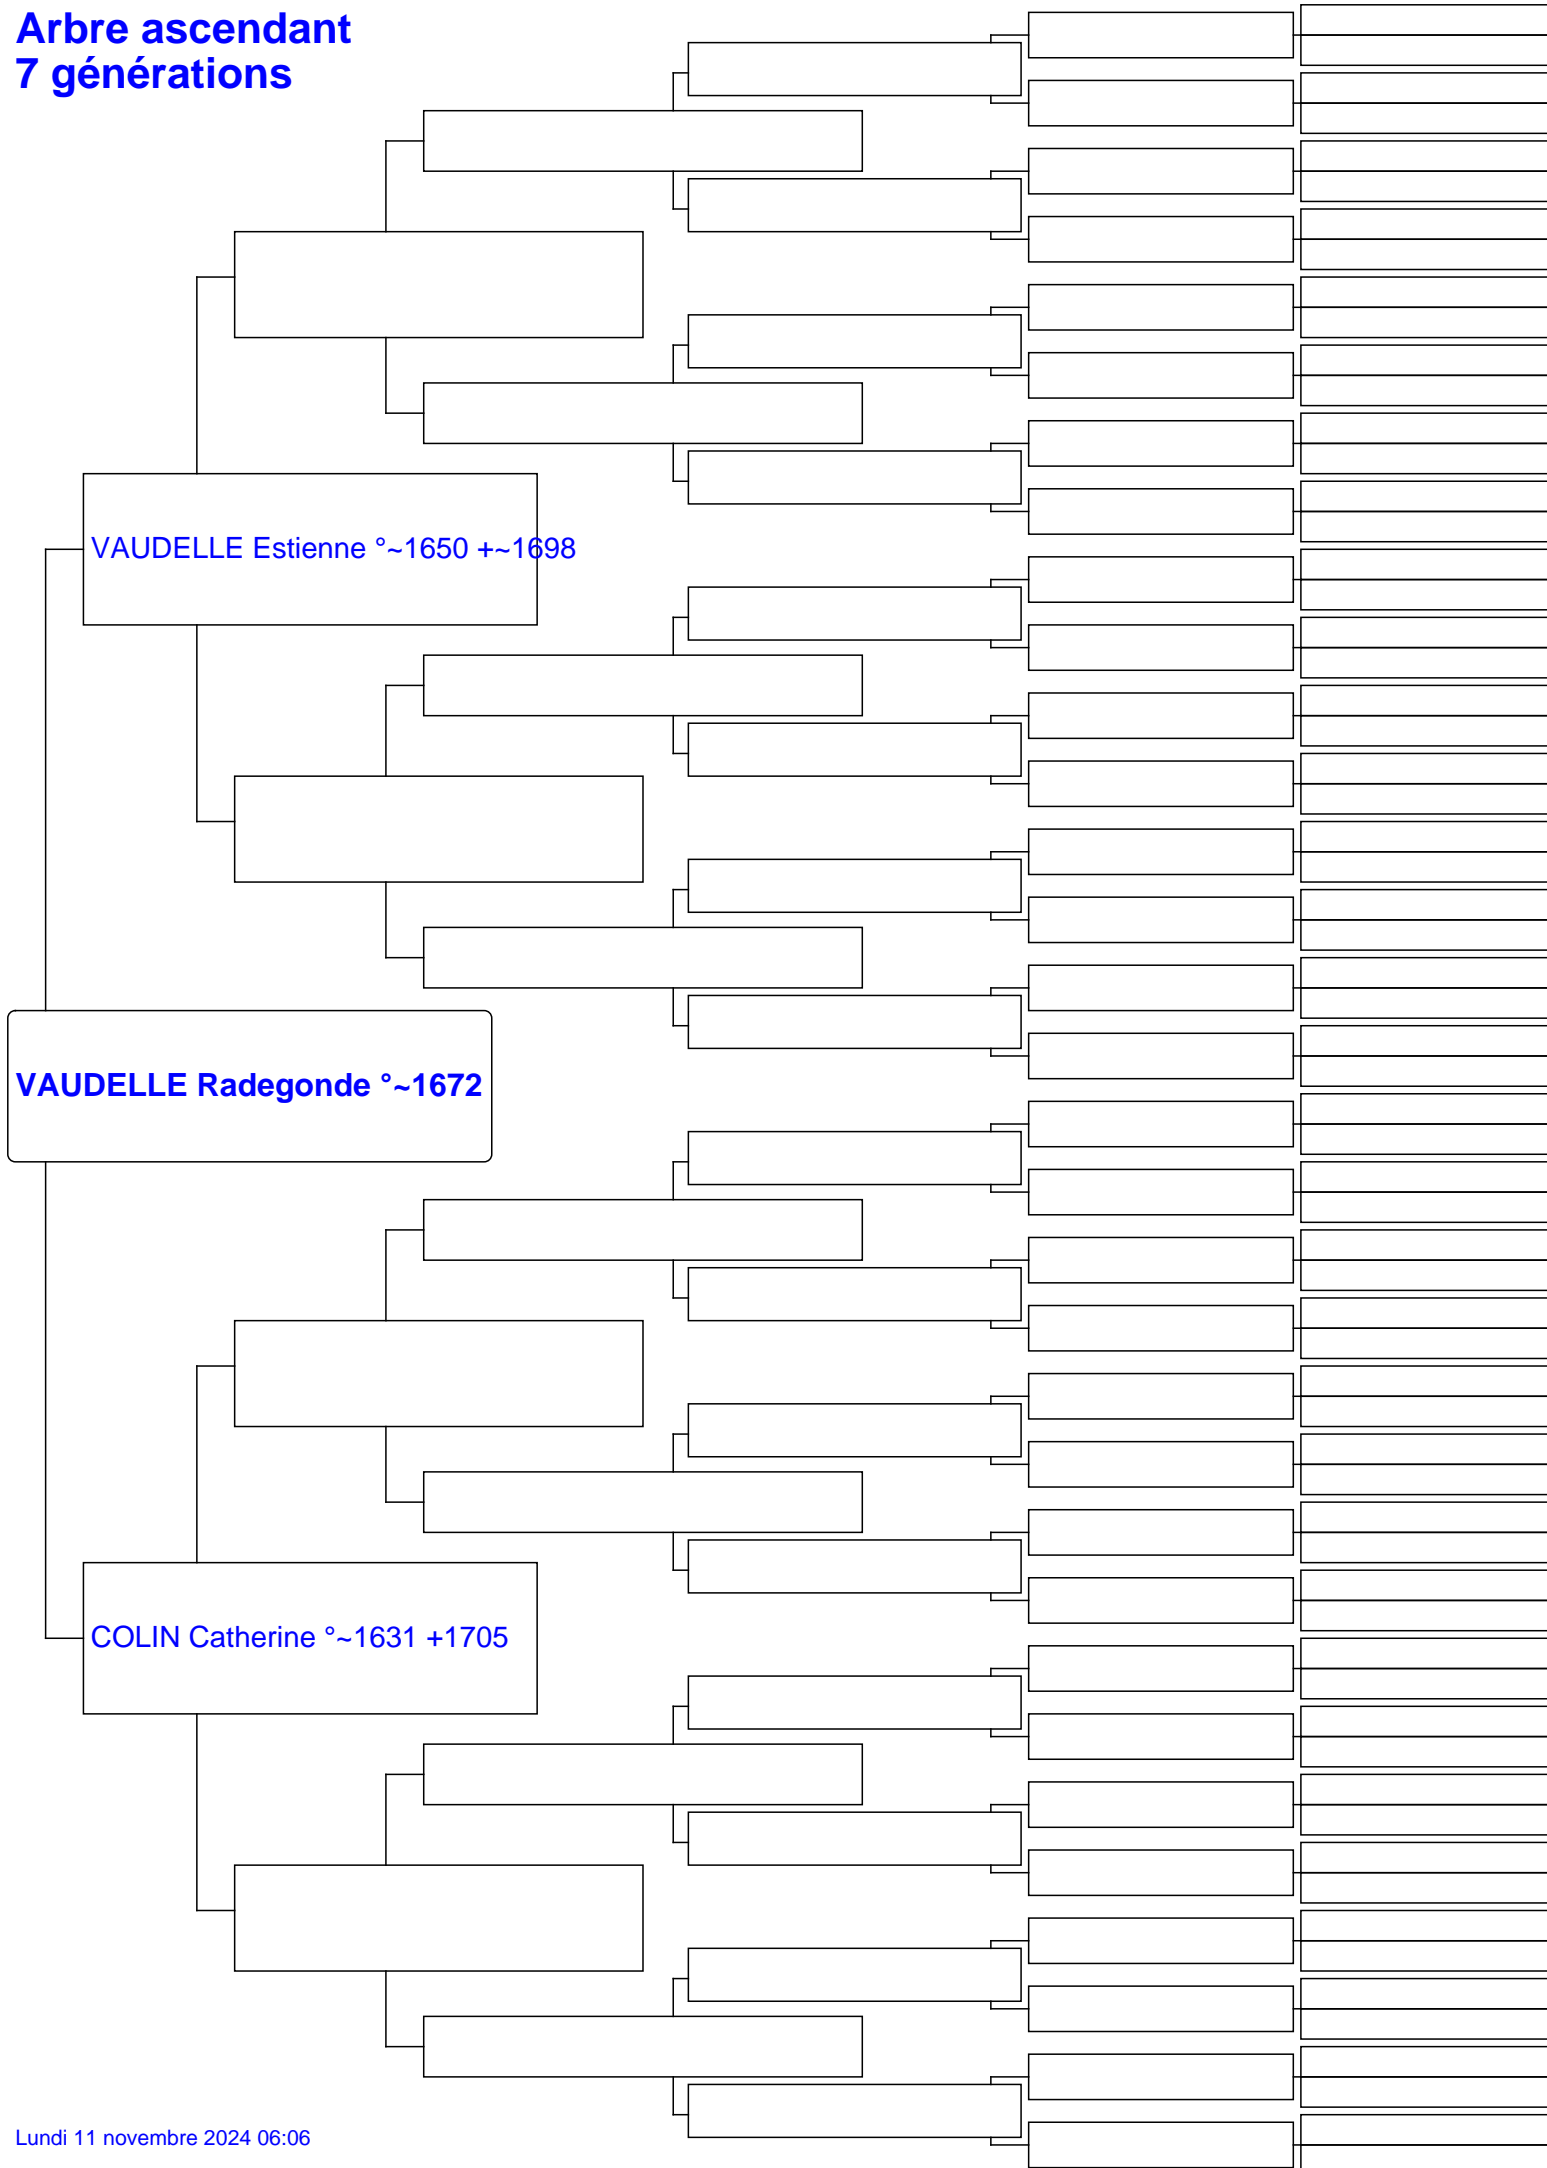 Arbre ascendant
7 générations
VAUDELLE Estienne °~1650 +~1698
VAUDELLE Radegonde °~1672
COLIN Catherine °~1631 +1705
Lundi 11 novembre 2024 06:06